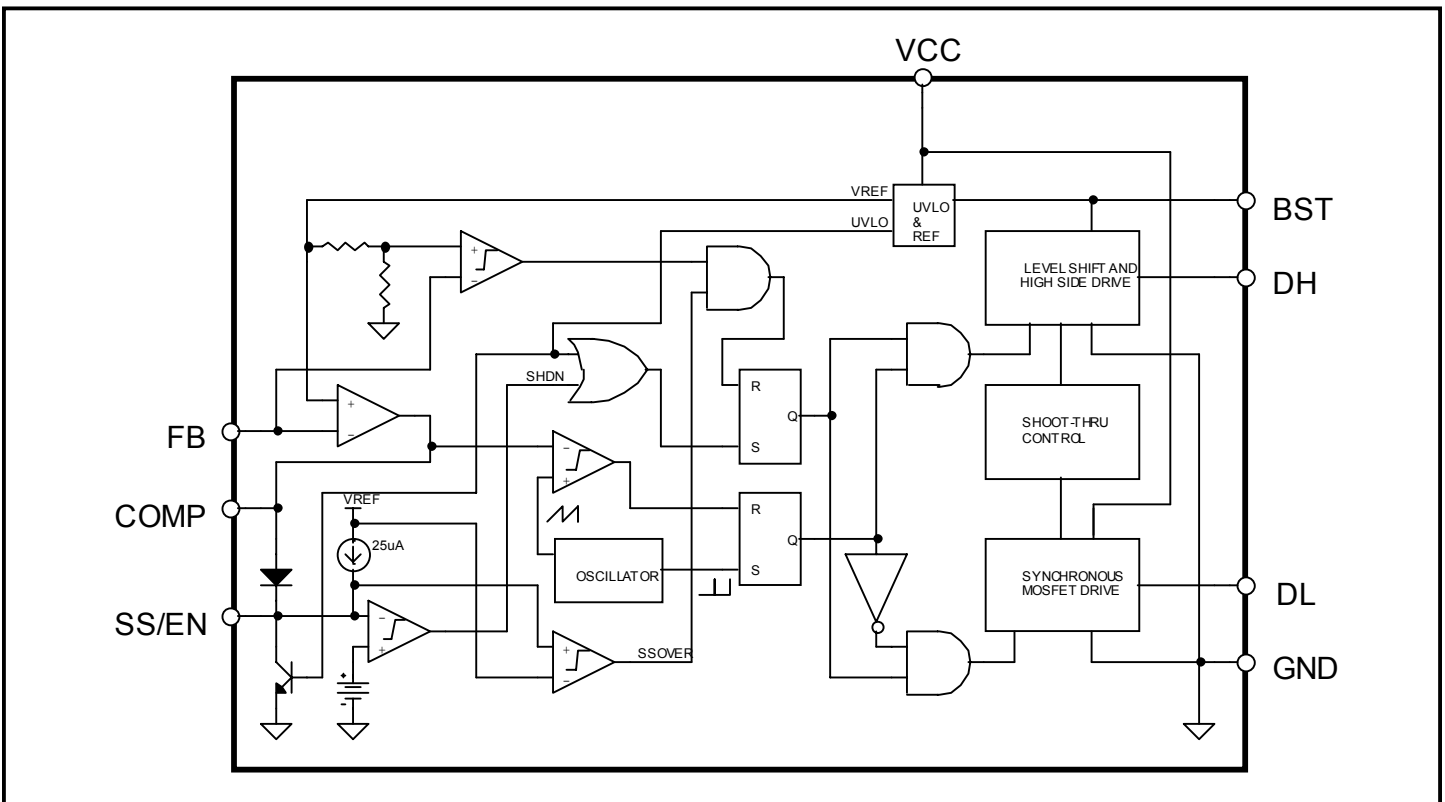 VCC
VREF
UVLO
UVLO
&
REF
BST
LEVEL SHIFT AND
HIGH SIDE DRIVE
DH
+
-
SHDN
R
Q
S
SHOOT-THRU
CONTROL
FB
+
-
-
+
COMP
VREF
25uA
OSCILLATOR
R
Q
S
SYNCHRONOUS
MOSFET DRIVE
DL
SS/EN
-
+
+
-
SSOVER
+
-
GND